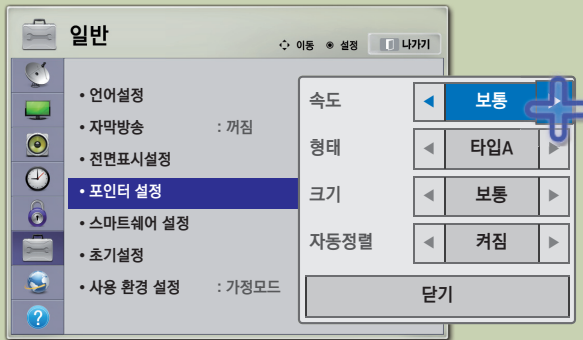 일반
이동 설정 나가기
• 언어설정
• 자막방송 : 꺼짐
• 전면표시설정
• 포인터 설정
• 스마트쉐어 설정
• 초기설정
• 사용 환경 설정 : 가정모드
속도 ◀ 보통 ▶
형태 ◀ 타입A ▶
크기 ◀ 보통 ▶
자동정렬 ◀ 켜짐 ▶
닫기
?